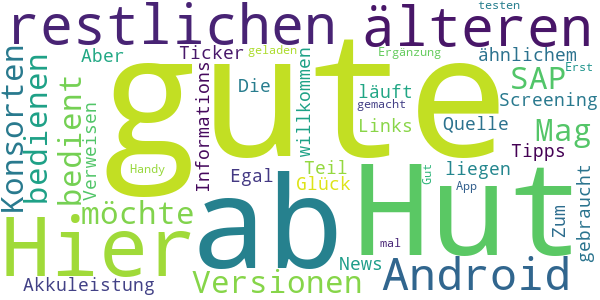 testen
restlichen älteren
Aber Ticker geladen Ergänzung ähnlichem
Konsorten bedienen bedient Verweisen Informations gute willkommen Die läuft gemacht SAP Erst
Screening
Links Quelle Mag
Handy Egal Teil Tipps
Glück Gut liegen
möchte ab Hut App Zum gebraucht
Hier mal
News Android
Akkuleistung Versionen